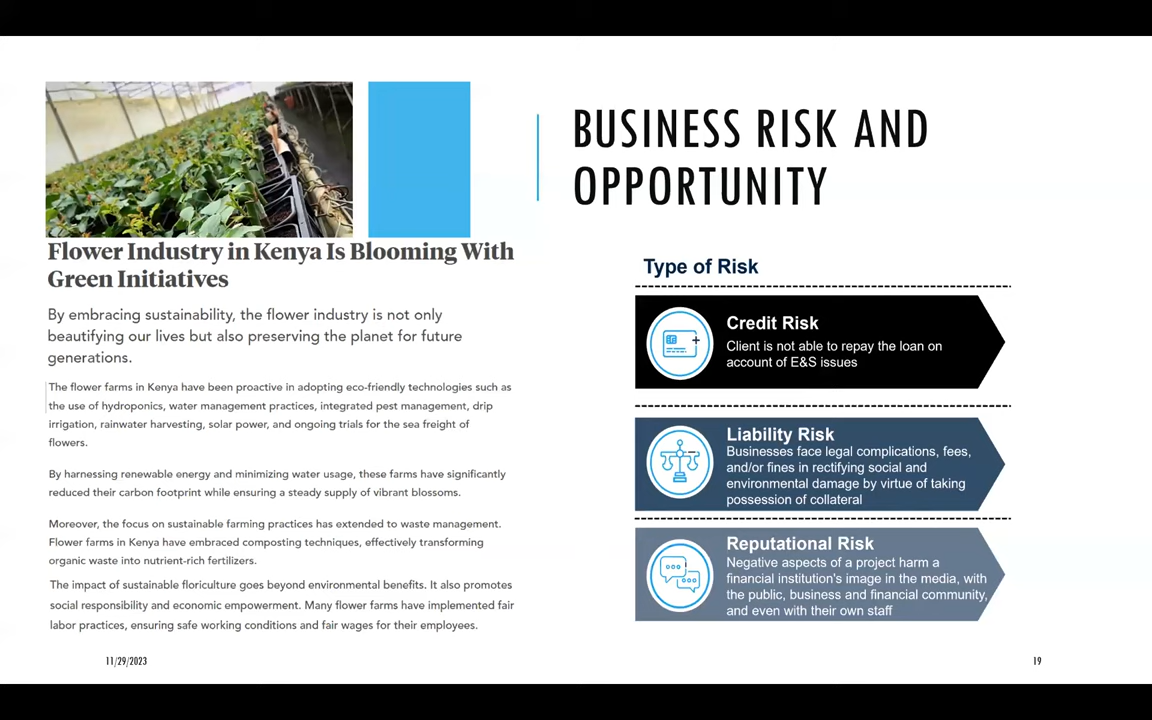 BUSINESS RISK AND
OPPORTUNITY
Flower Industry in Kenya Is Blooming With
Green Initiatives
By embracing sustainability, the flower industry is not only
beautifying our lives but also preserving the planet for future
generations.
The flower farms in Kenya have been proactive in adopting eco-friendly technologies such as
the use of hydroponics, water management practices, integrated pest management, drip
irrigation, rainwater harvesting, solar power, and ongoing trials for the sea freight of
flowers.
By harnessing renewable energy and minimizing water usage, these farms have significantly
reduced their carbon footprint while ensuring a steady supply of vibrant blossoms.
Moreover, the focus on sustainable farming practices has extended to waste management.
Flower farms in Kenya have embraced composting techniques, effectively transforming
organic waste into nutrient-rich fertilizers.
The impact of sustainable floriculture goes beyond environmental benefits. It also promotes
social responsibility and economic empowerment. Many flower farms have implemented fair
labor practices, ensuring safe working conditions and fair wages for their employees.
Type of Risk
Credit Risk
Client is not able to repay the loan on
account of E&S issues
Liability Risk
Businesses face legal complications, fees,
and/or fines in rectifying social and
environmental damage by virtue of taking
possession of collateral
Reputational Risk
Negative aspects of a project harm a
financial institution's image in the media, with
the public, business and financial community,
and even with their own staff
11/29/2023
19